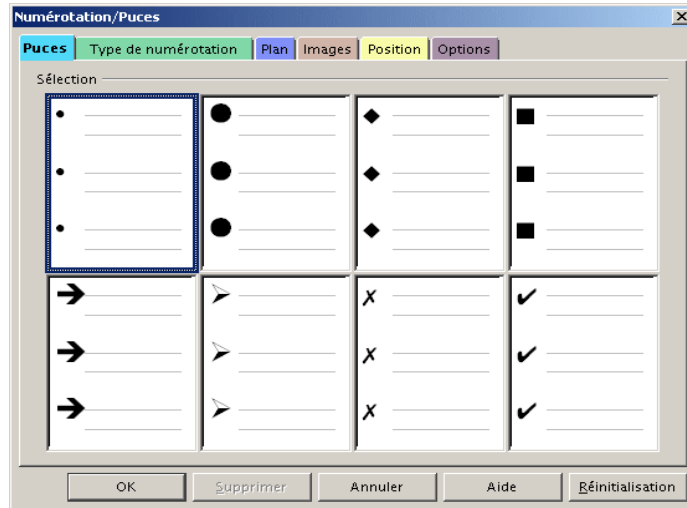 Numérotation/Puces
Puces Type de numérotation Plan Images Position Options
Sélection
OK Supprimer Annuler Aide Réinitialisation